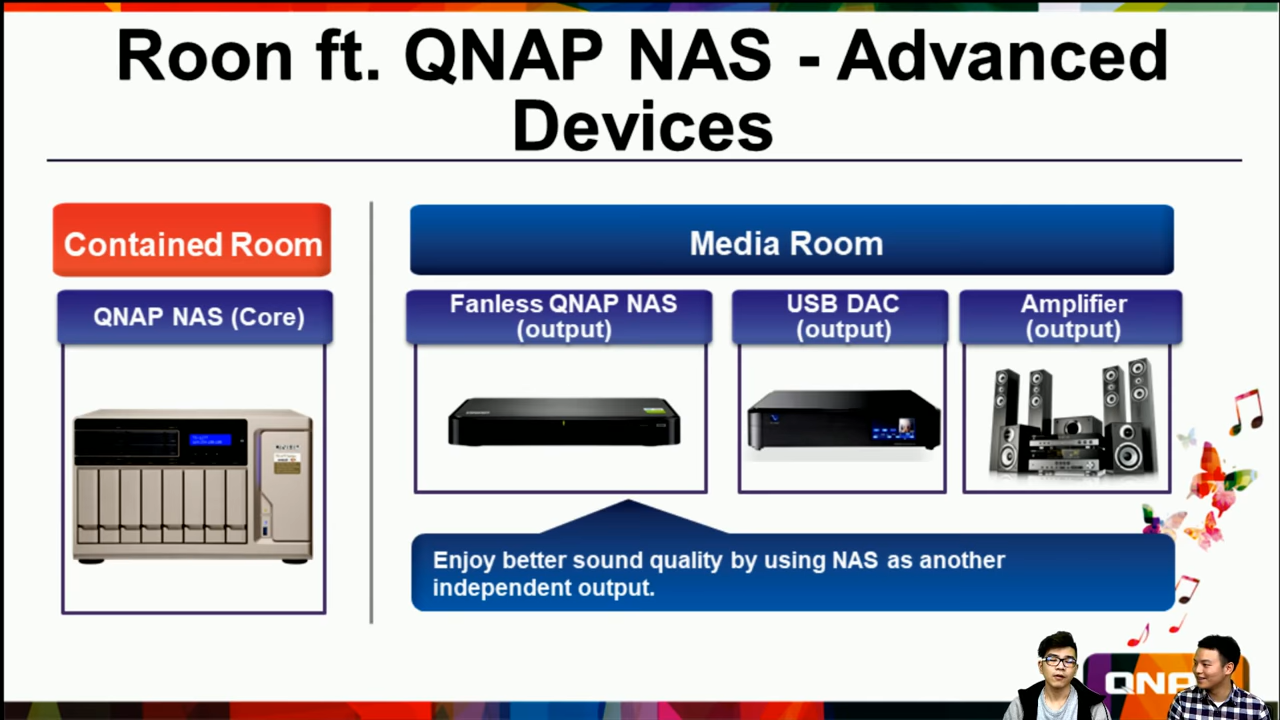 Roon ft. QNAP NAS - Advanced
Devices
Contained Room
Media Room
QNAP NAS (Core)
Fanless QNAP NAS
(output)
USB DAC
(output)
Amplifier
(output)
Enjoy better sound quality by using NAS as another
independent output.